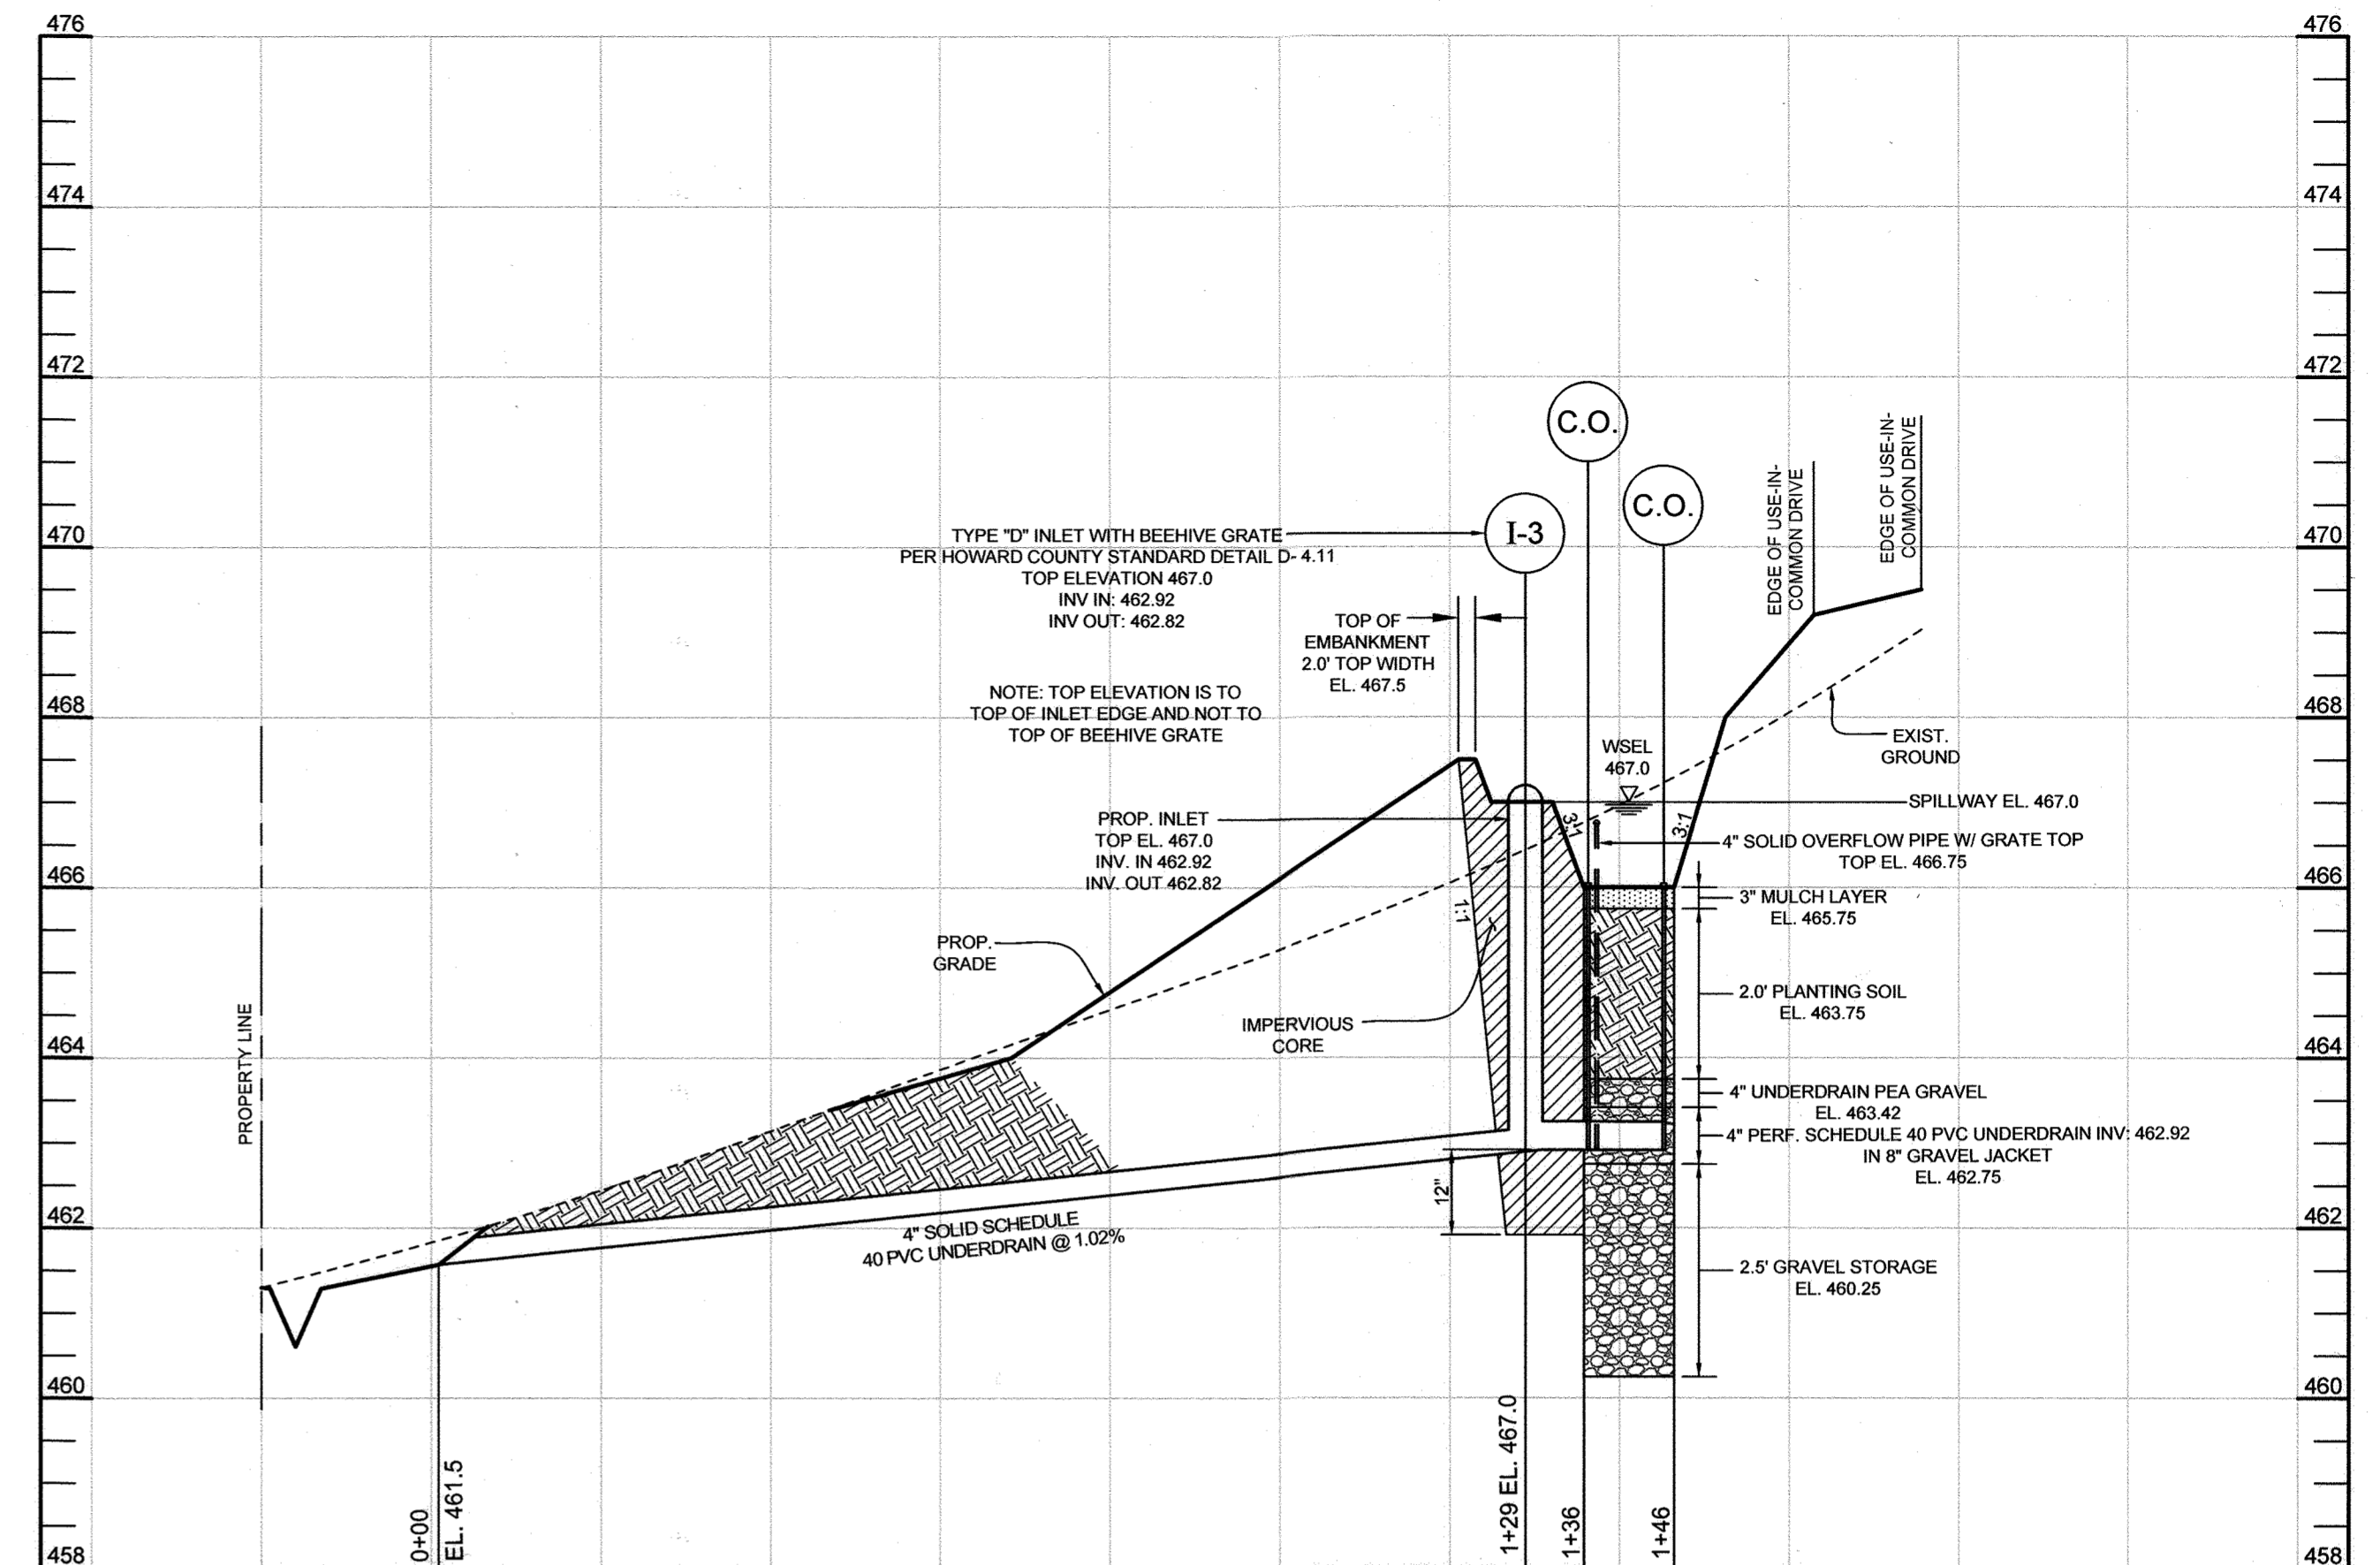 476
476
474
474
472
472
470
470
468
468
466
466
464
464
462
462
460
460
458
458
C.O.
C.O.
I-3
EDGE OF USE-IN-
COMMON DRIVE
EDGE OF USE-IN-
COMMON DRIVE
TYPE "D" INLET WITH BEEHIVE GRATE
PER HOWARD COUNTY STANDARD DETAIL D- 4.11
TOP ELEVATION 467.0
INV IN: 462.92
INV OUT: 462.82
NOTE: TOP ELEVATION IS TO
TOP OF INLET EDGE AND NOT TO
TOP OF BEEHIVE GRATE
TOP OF
EMBANKMENT
2.0' TOP WIDTH
EL. 467.5
WSEL
467.0
EXIST.
GROUND
SPILLWAY EL. 467.0
PROP. INLET
TOP EL. 467.0
INV. IN 462.92
INV. OUT 462.82
3:1
3:1
4" SOLID OVERFLOW PIPE W/ GRATE TOP
TOP EL. 466.75
3" MULCH LAYER
EL. 465.75
1:1
PROP.
GRADE
2.0' PLANTING SOIL
EL. 463.75
IMPERVIOUS
CORE
PROPERTY LINE
4" UNDERDRAIN PEA GRAVEL
EL. 463.42
4" PERF. SCHEDULE 40 PVC UNDERDRAIN INV: 462.92
IN 8" GRAVEL JACKET
EL. 462.75
12"
4" SOLID SCHEDULE
40 PVC UNDERDRAIN @ 1.02%
2.5' GRAVEL STORAGE
EL. 460.25
0+00
EL. 461.5
1+29 EL. 467.0
1+36
1+46